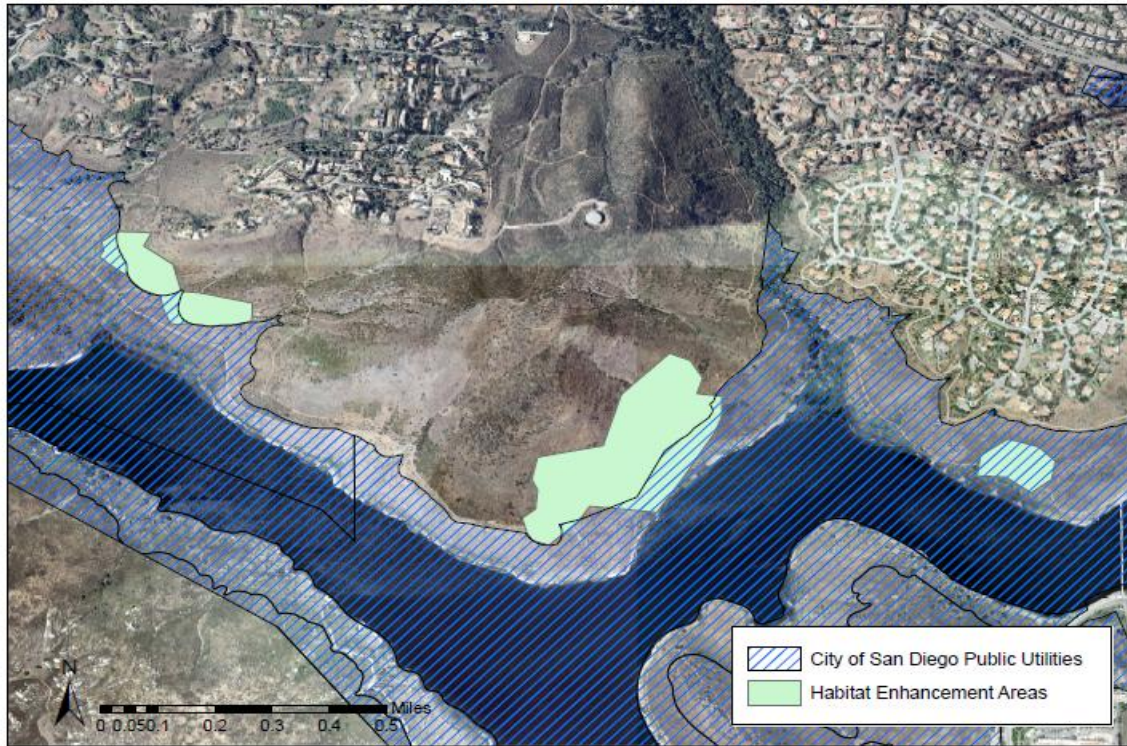 City of San Diego Public Utilities
Habitat Enhancement Areas
N
Miles
0 0.050.1 0.2 0.3 0.4 0.5